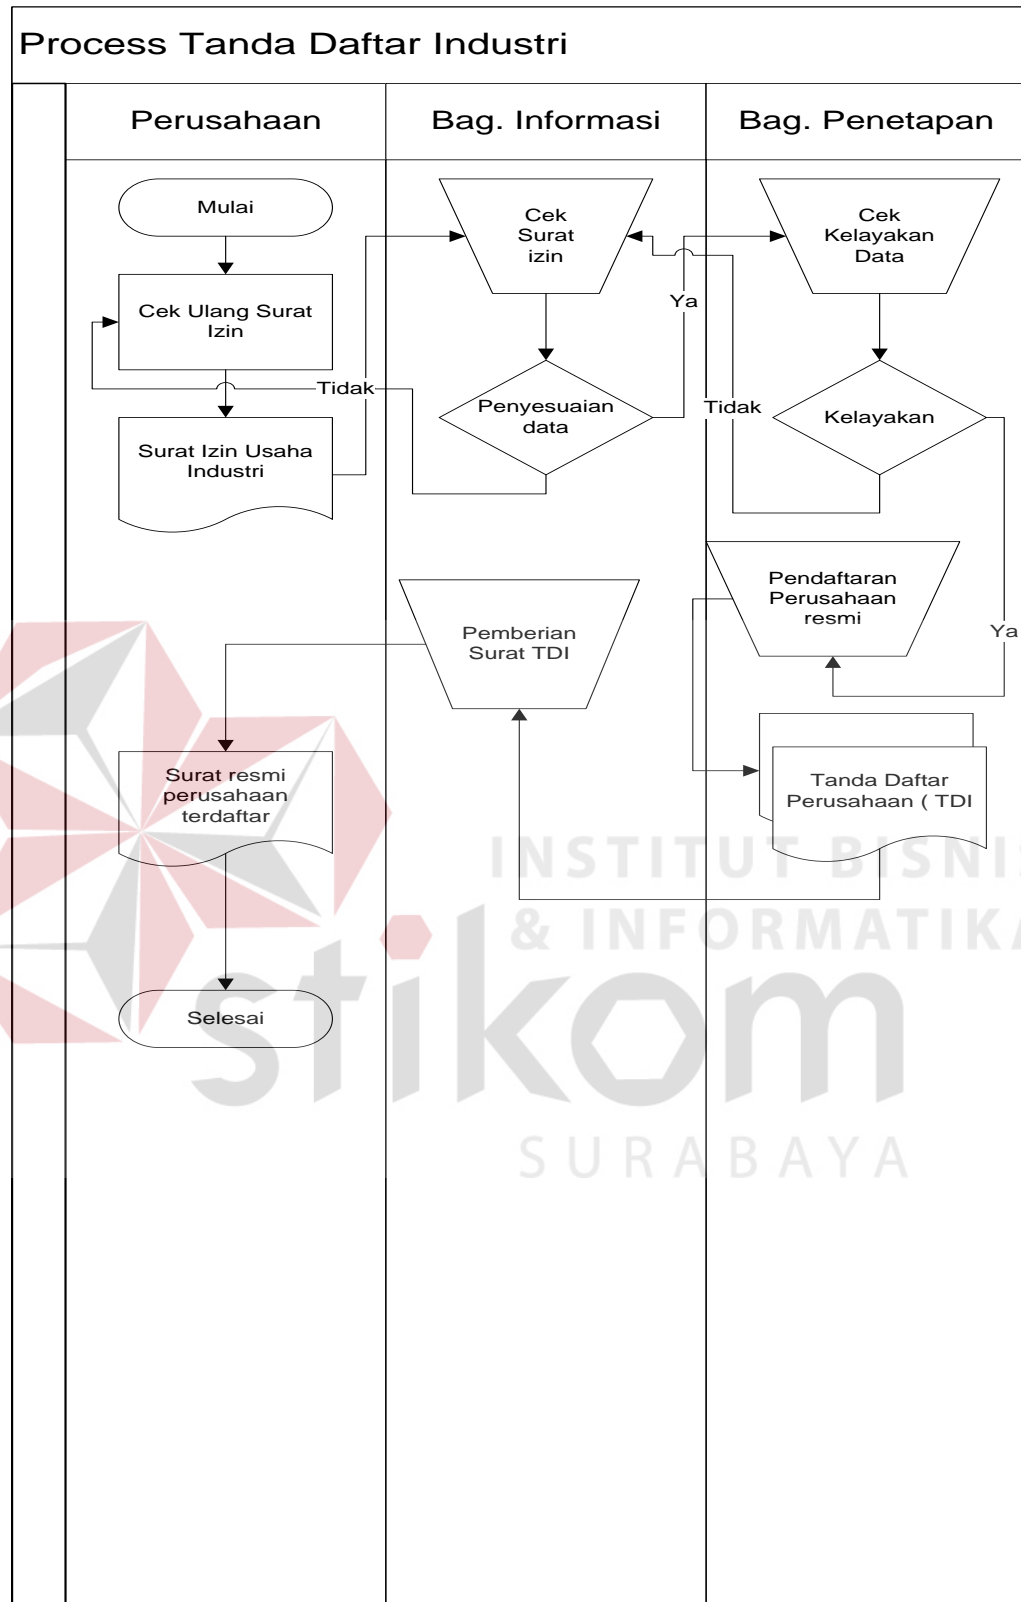 Process Tanda Daftar Industri
Perusahaan
Bag. Informasi
Bag. Penetapan
Mulai
Cek
Surat
izin
Cek
Kelayakan
Data
Cek Ulang Surat
Izin
Ya
Tidak
Penyesuaian
data
Tidak
Kelayakan
Surat Izin Usaha
Industri
Pendaftaran
Perusahaan
resmi
Ya
Pemberian
Surat TDI
Surat resmi
perusahaan
terdaftar
Tanda Daftar
Perusahaan ( TDI
Selesai
INSTITUT BISNIS
& INFORMATIKA
stikom
SURABAYA